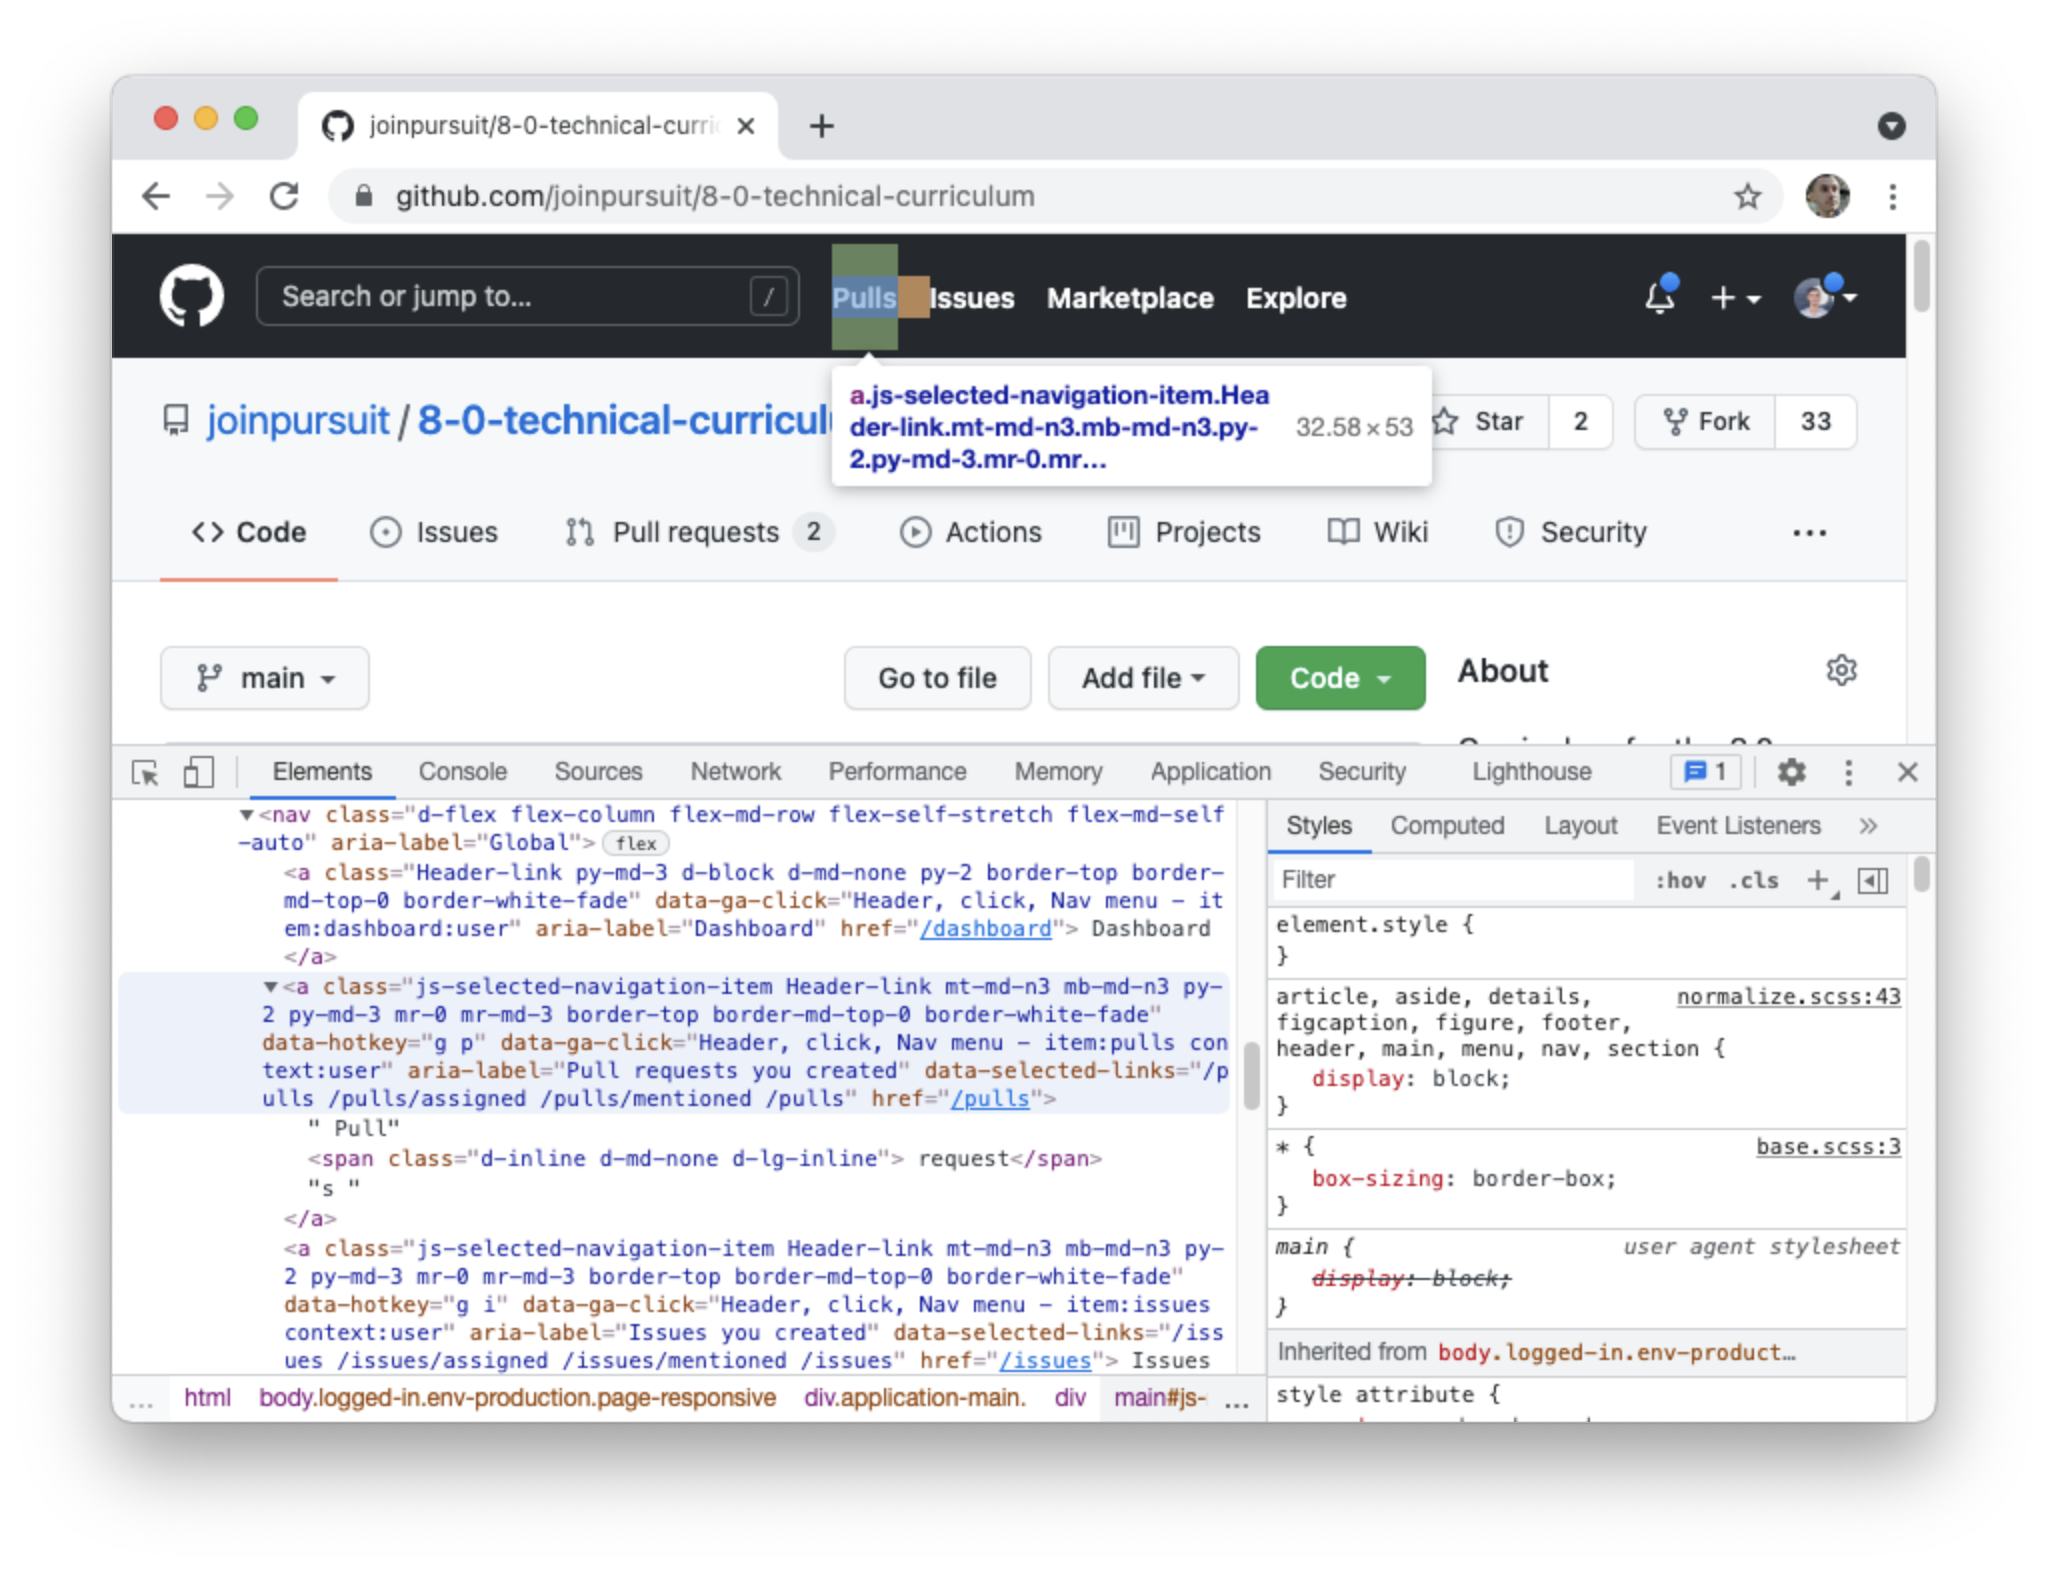 joinpursuit/8-0-technical-curri
github.com/joinpursuit/8-0-technical-curriculum
Search or jump to... / Pulls Issues Marketplace Explore
joinpursuit / 8-0-technical-curricul
a.js-selected-navigation-item.Hea
der-link.mt-md-n3.mb-md-n3.py-
2.py-md-3.mr-0.mr...
32.58 × 53
Star 2 Fork 33
Code Issues Pull requests 2 Actions Projects Wiki Security ...
main Go to file Add file Code About
Elements Console Sources Network Performance Memory Application Security Lighthouse 1
<nav class="d-flex flex-column flex-md-row flex-self-stretch flex-md-self
-auto" aria-label="Global"> flex
<a class="Header-link py-md-3 d-block d-md-none py-2 border-top border-
md-top-0 border-white-fade" data-ga-click="Header, click, Nav menu - it
em:dashboard:user" aria-label="Dashboard" href="/dashboard"> Dashboard
</a>
<a class="js-selected-navigation-item Header-link mt-md-n3 mb-md-n3 py-
2 py-md-3 mr-0 mr-md-3 border-top border-md-top-0 border-white-fade"
data-hotkey="g p" data-ga-click="Header, click, Nav menu - item:pulls con
text:user" aria-label="Pull requests you created" data-selected-links="/p
ulls /pulls/assigned /pulls/mentioned /pulls" href="/pulls">
" Pull"
<span class="d-inline d-md-none d-lg-inline"> request</span>
"s "
</a>
<a class="js-selected-navigation-item Header-link mt-md-n3 mb-md-n3 py-
2 py-md-3 mr-0 mr-md-3 border-top border-md-top-0 border-white-fade"
data-hotkey="g i" data-ga-click="Header, click, Nav menu - item:issues
context:user" aria-label="Issues you created" data-selected-links="/iss
ues /issues/assigned /issues/mentioned /issues" href="/issues"> Issues
... html body.logged-in.env-production.page-responsive div.application-main. div main#js- ...
Styles Computed Layout Event Listeners »
Filter :hov .cls +
element.style {
}
article, aside, details, normalize.scss:43
figcaption, figure, footer,
header, main, menu, nav, section {
display: block;
}
* { base.scss:3
box-sizing: border-box;
}
main { user agent stylesheet
display: block;
}
Inherited from body.logged-in.env-product…
style attribute {